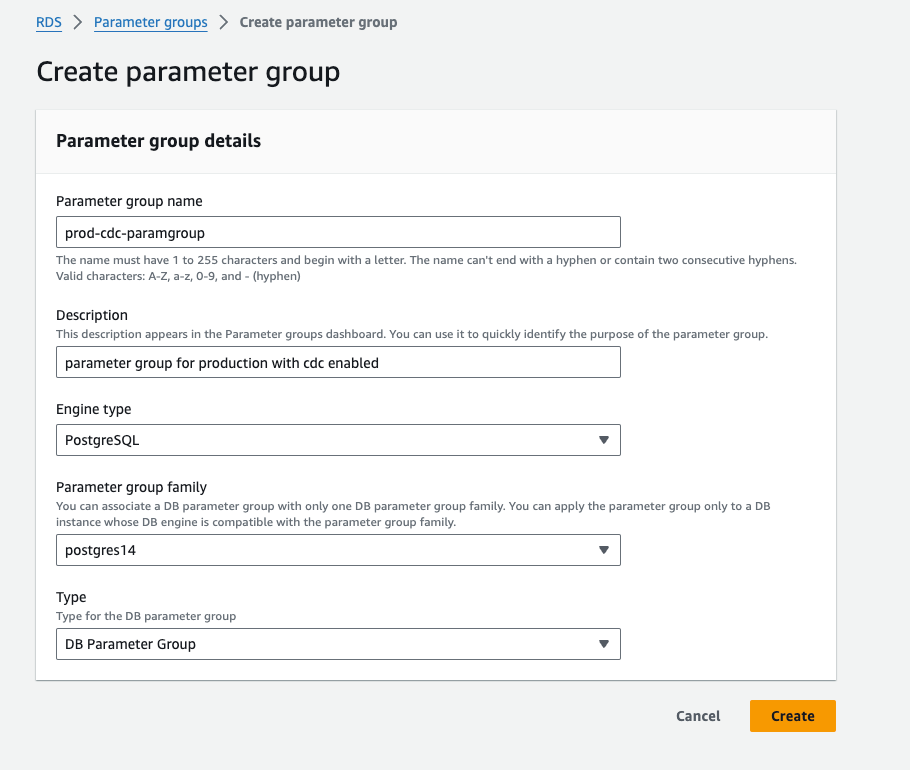 RDS > Parameter groups > Create parameter group
Create parameter group
Parameter group details
Parameter group name
prod-cdc-paramgroup
The name must have 1 to 255 characters and begin with a letter. The name can't end with a hyphen or contain two consecutive hyphens.
Valid characters: A-Z, a-z, 0-9, and - (hyphen)
Description
This description appears in the Parameter groups dashboard. You can use it to quickly identify the purpose of the parameter group.
parameter group for production with cdc enabled
Engine type
PostgreSQL
Parameter group family
You can associate a DB parameter group with only one DB parameter group family. You can apply the parameter group only to a DB
instance whose DB engine is compatible with the parameter group family.
postgres14
Type
Type for the DB parameter group
DB Parameter Group
Cancel Create